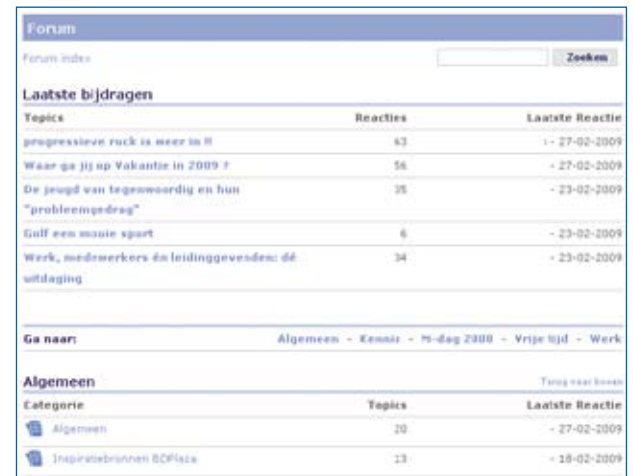 Forum
Forum index Zoeken
Laatste bijdragen
Topics Reacties Laatste Reactie
progressieve rock is meer in !! 63 - 27-02-2009
Waar ga jij op Vakantie in 2009 ? 56 - 27-02-2009
De jeugd van tegenwoordig en hun 35 - 23-02-2009
"probleemgedrag"
Golf een mooie sport 6 - 23-02-2009
Werk, medewerkers én leidinggevenden: dé 34 - 23-02-2009
uitdaging
Ga naar: Algemeen - Kennis - -dag 2008 - Vrije tijd - Werk
Algemeen Terug naar boven
Categorie Topics Laatste Reactie
Algemeen 20 - 27-02-2009
Inspiratiebronnen 13 - 18-02-2009